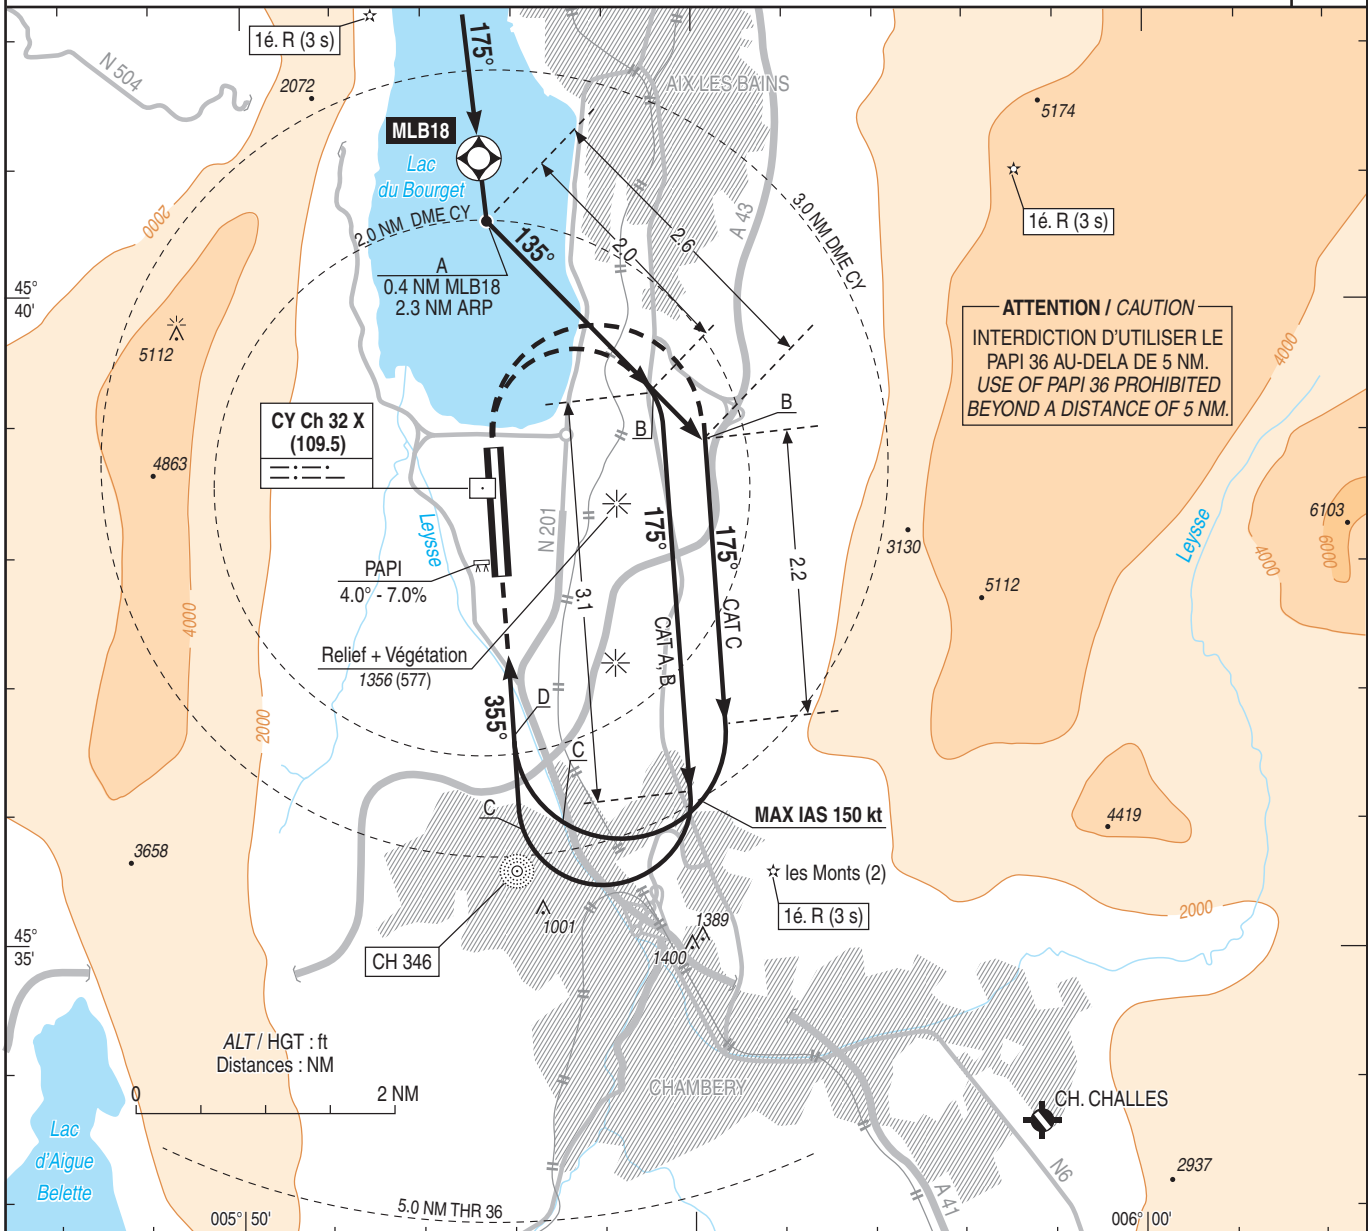 1é. R (3 s)
N 504
2072
175°
AIX LES BAINS
5174
MLB18
Lac
du Bourget
1é. R (3 s)
2000
2.0 NM DME CY
3.0 NM DME CY
A 43
135°
2.0
2.6
A
0.4 NM MLB18
2.3 NM ARP
45°
40'
ATTENTION / CAUTION
INTERDICTION D'UTILISER LE
PAPI 36 AU-DELA DE 5 NM.
USE OF PAPI 36 PROHIBITED
BEYOND A DISTANCE OF 5 NM.
4000
5112
CY Ch 32 X
(109.5)
B
B
4863
6103
6000
4000
Leysse
N 201
175°
175°
Leysse
3130
2.2
PAPI
4.0° - 7.0%
3.1
5112
4000
CAT A, B
CAT C
Relief + Végétation
1356 (577)
355°
D
2000
C
C
MAX IAS 150 kt
4419
3658
les Monts (2)
1é. R (3 s)
2000
1001
1389
1400
45°
35'
CH 346
ALT / HGT : ft
Distances : NM
0
2 NM
CHAMBERY
CH. CHALLES
Lac
d'Aigue
Belette
N6
2937
A 41
5.0 NM THR 36
005° 50'
006° 00'